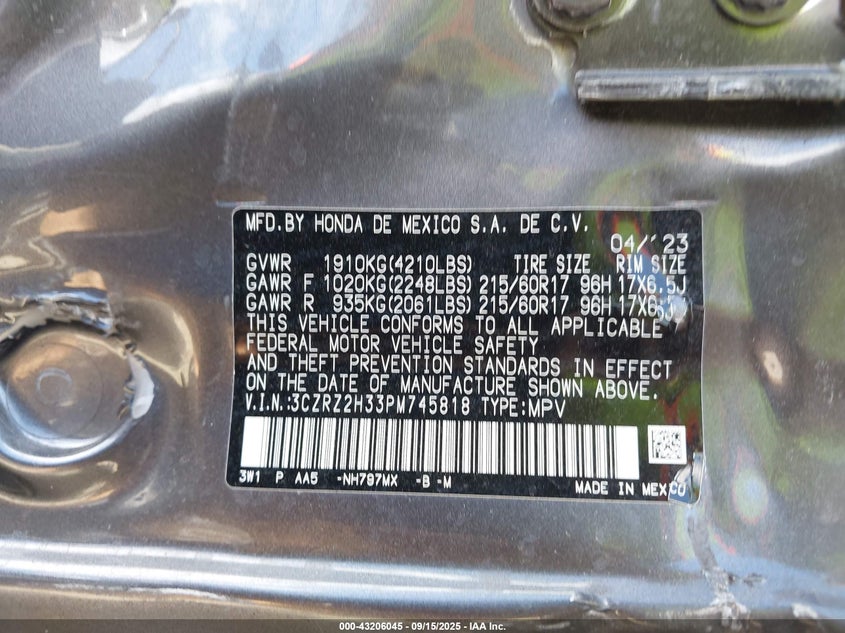 MFD.BY HONDA DE MEXICO S.A. DE C.V.
04/'23
GVWR 1910KG(4210LBS) TIRE SIZE RIM SIZE
GAWR F 1020KG(2248LBS) 215/60R17 96H 17X6.5J
GAWR R 935KG(2061LBS) 215/60R17 96H 17X6.5J
THIS VEHICLE CONFORMS TO ALL APPLICABLE
FEDERAL MOTOR VEHICLE SAFETY
AND THEFT PREVENTION STANDARDS IN EFFECT
ON THE DATE OF MANUFACTURE SHOWN ABOVE.
V.I.N.:3CZRZ2H33PM745818 TYPE:MPV
3W1 P AA5 -NH797MX -B -M
MADE IN MEXICO
000-43206045 - 09/15/2025 - IAA Inc.